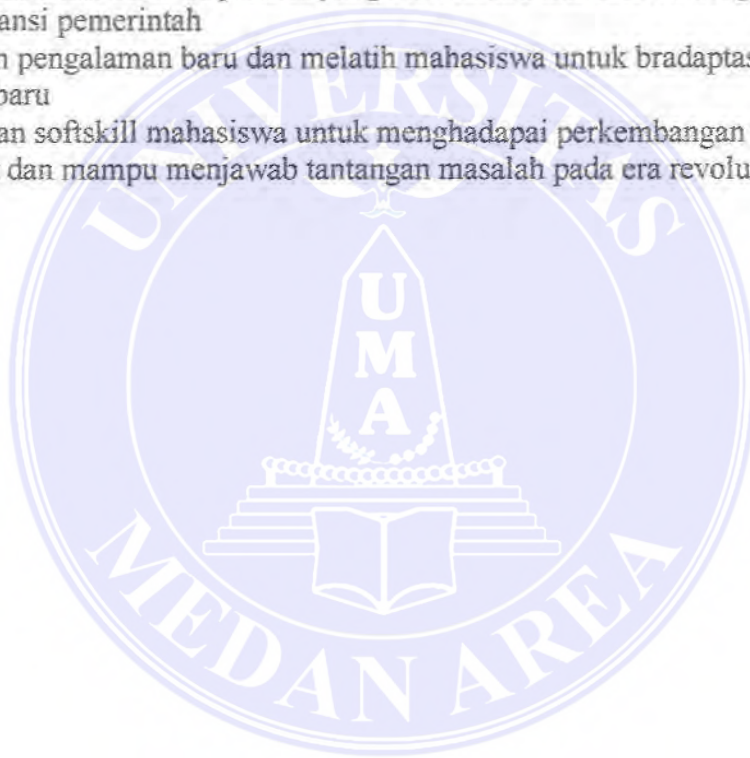 ansi pemerintah
pengalaman baru dan melatih mahasiswa untuk bradaptas
baru
an softskill mahasiswa untuk menghadapai perkembangan
dan mampu menjawab tantangan masalah pada era revolu
UNIVERSITAS
U
M
A
MEDAN AREA